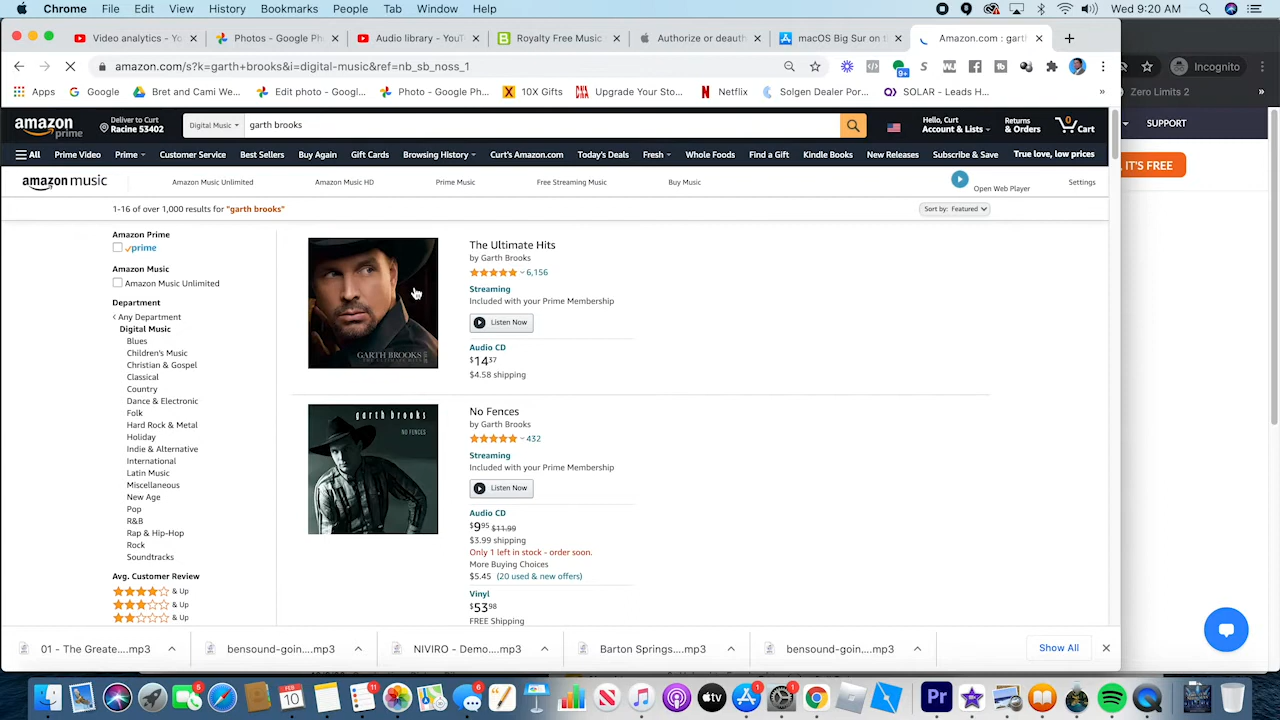 Chrome File Edit View History Bookmarks People Tab Window Help Wed 9:20 AM
Video analytics - Y Photos - Google Ph Audio library - YouT Royalty Free Music Authorize or deauth macOS Big Sur on t Amazon.com : gart Incognito
amazon.com/s?k=garth+brooks&i=digital-music&ref=nb_sb_noss_1
Apps Google Bet and Cami We... Edit photo - Googl... Photo - Google Ph... 10X Gifts Upgrade Your Sto... Netflix Solgen Dealer Por... SOLAR - Leads H... » Zero Limits 2 »
amazon prime Deliver to Curt Racine 53402 Digital Music garth brooks Hello, Curt Account & Lists Returns & Orders 0 Cart SUPPORT
All Prime Video Prime Customer Service Best Sellers Buy Again Gift Cards Browsing History Curt's Amazon.com Today's Deals Fresh Whole Foods Find a Gift Kindle Books New Releases Subscribe & Save True love, low prices
IT'S FREE
amazon music Amazon Music Unlimited Amazon Music HD Prime Music Free Streaming Music Buy Music Open Web Player Settings
1-16 of over 1,000 results for "garth brooks" Sort by: Featured
Amazon Prime
prime
Amazon Music
Amazon Music Unlimited
Department
Any Department
Digital Music
Blues
Children's Music
Christian & Gospel
Classical
Country
Dance & Electronic
Folk
Hard Rock & Metal
Holiday
Indie & Alternative
International
Latin Music
Miscellaneous
New Age
Pop
R&B
Rap & Hip-Hop
Rock
Soundtracks
Avg. Customer Review
& Up
& Up
& Up
GARTH BROOKS
THE ULTIMATE HITS
The Ultimate Hits
by Garth Brooks
6,156
Streaming
Included with your Prime Membership
Listen Now
Audio CD
$14.37
$4.58 shipping
garth brooks
NO FENCES
No Fences
by Garth Brooks
432
Streaming
Included with your Prime Membership
Listen Now
Audio CD
$9.95 $11.99
$3.99 shipping
Only 1 left in stock - order soon.
More Buying Choices
$5.45 (20 used & new offers)
Vinyl
$53.98
FREE Shipping
01 - The Greate....mp3 bensound-goin....mp3 NIVIRO - Demo....mp3 Barton Springs....mp3 bensound-goin....mp3 Show All